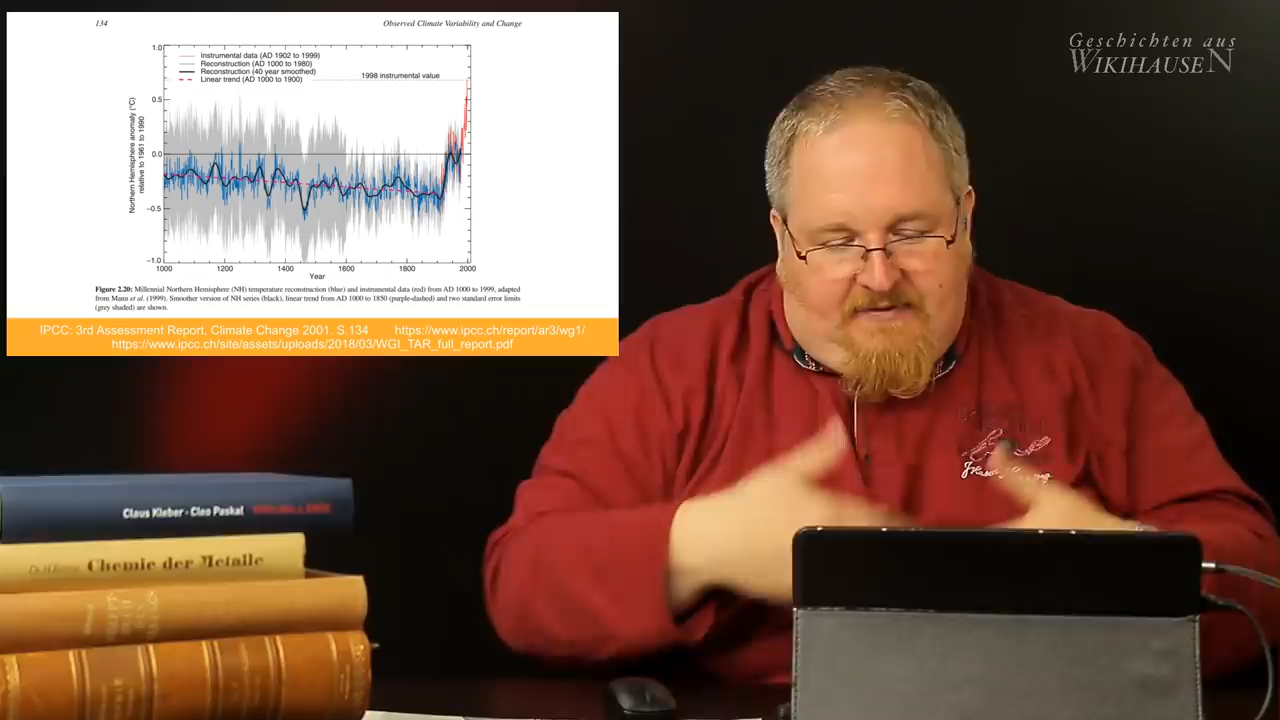 134 Observed Climate Variability and Change
Geschichten aus
WIKIHAUSEN
1.0
0.5
0.0
−0.5
−1.0
Northern Hemisphere anomaly (°C)
relative to 1961 to 1990
Instrumental data (AD 1902 to 1999)
Reconstruction (AD 1000 to 1980)
Reconstruction (40 year smoothed)
Linear trend (AD 1000 to 1900)
1998 instrumental value
1000 1200 1400 1600 1800 2000
Year
Figure 2.20: Millennial Northern Hemisphere (NH) temperature reconstruction (blue) and instrumental data (red) from AD 1000 to 1999, adapted
from Mann et al. (1999). Smoother version of NH series (black), linear trend from AD 1000 to 1850 (purple-dashed) and two standard error limits
(grey shaded) are shown.
IPCC: 3rd Assessment Report, Climate Change 2001. S.134 https://www.ipcc.ch/report/ar3/wg1/
https://www.ipcc.ch/site/assets/uploads/2018/03/WGI_TAR_full_report.pdf
Claus Kleber - Cleo Paskal
Chemie der Metalle